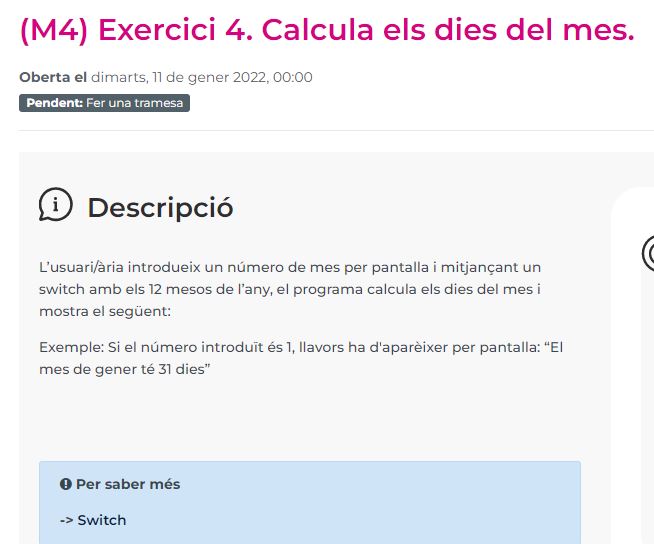 (M4) Exercici 4. Calcula els dies del mes.
Oberta el dimarts, 11 de gener 2022, 00:00
Pendent: Fer una tramesa
Descripció
L’usuari/ària introdueix un número de mes per pantalla i mitjançant un
switch amb els 12 mesos de l’any, el programa calcula els dies del mes i
mostra el següent:
Exemple: Si el número introduït és 1, llavors ha d'aparèixer per pantalla: “El
mes de gener té 31 dies”
Per saber més
-> Switch